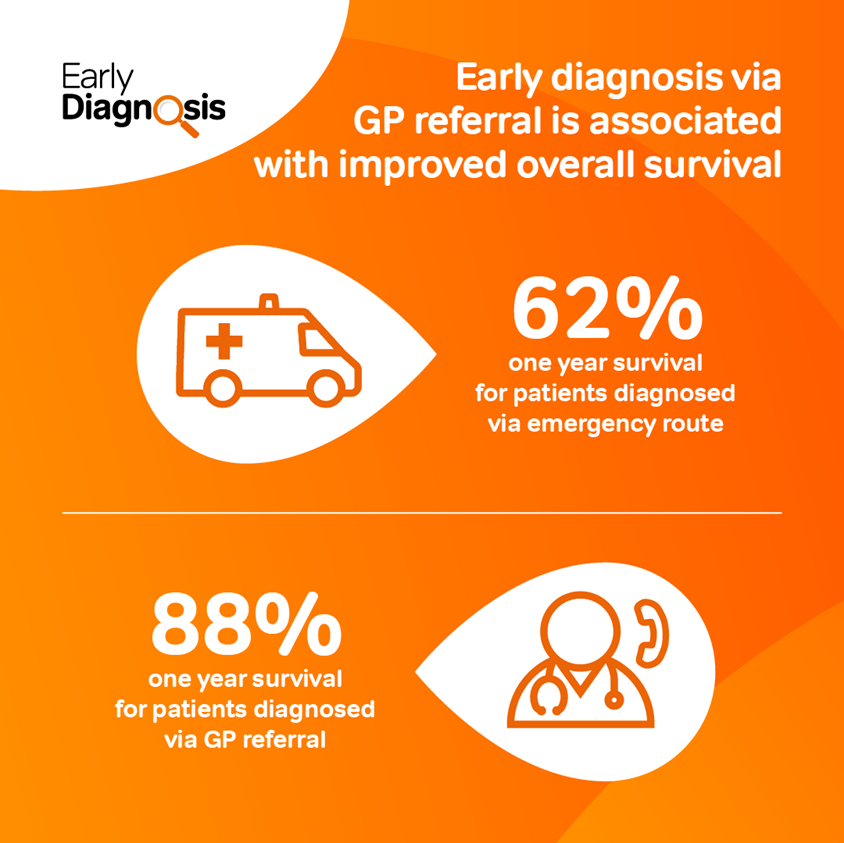 Early
Diagnosis
Early diagnosis via
GP referral is associated
with improved overall survival
62%
one year survival
for patients diagnosed
via emergency route
88%
one year survival
for patients diagnosed
via GP referral